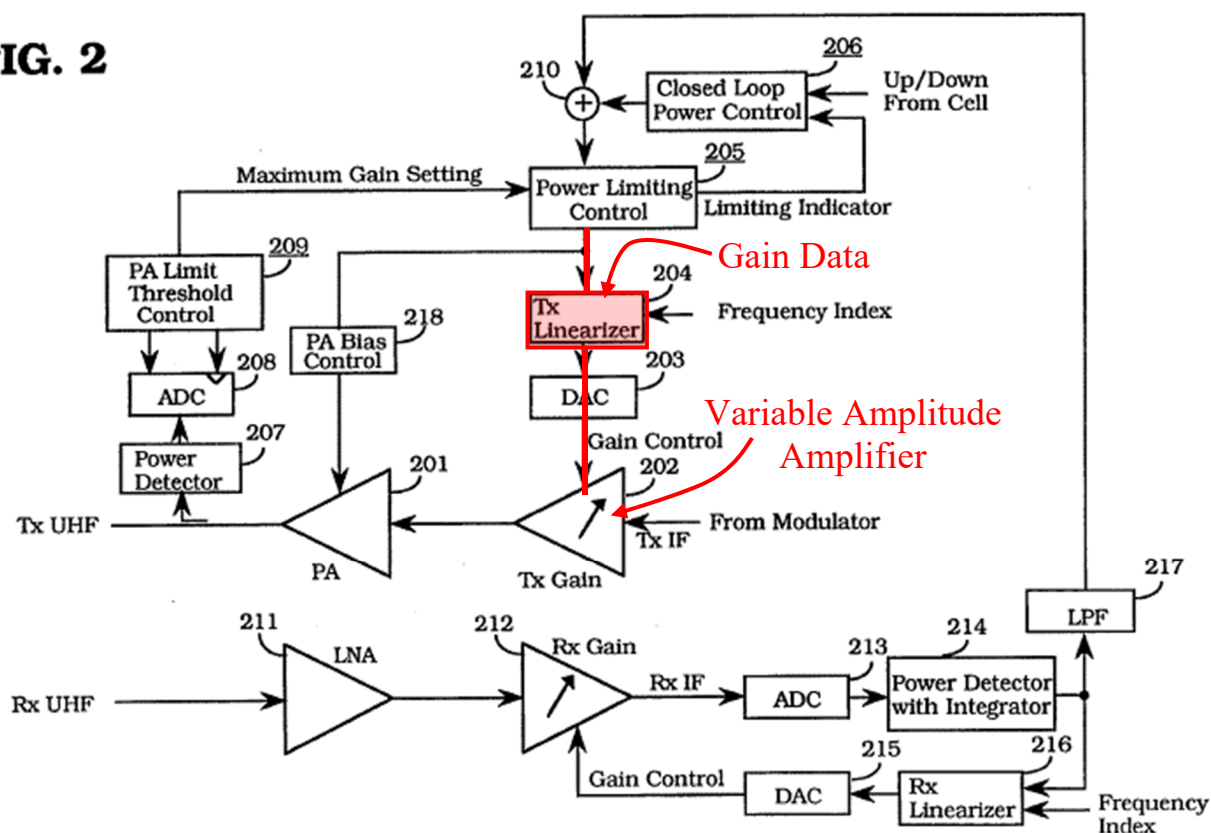 IG. 2
210
206
Closed Loop
Power Control
Up/Down
From Cell
+
205
Maximum Gain Setting
Power Limiting
Control
Limiting Indicator
Gain Data
209
PA Limit
Threshold
Control
204
Tx
Linearizer
Frequency Index
218
PA Bias
Control
208
ADC
203
DAC
Variable Amplitude
Amplifier
Gain Control
207
Power
Detector
201
202
Tx UHF
From Modulator
Tx IF
PA
Tx Gain
217
LPF
211
LNA
212
Rx Gain
213
214
Rx UHF
Rx IF
ADC
Power Detector
with Integrator
215
216
Gain Control
DAC
Rx
Linearizer
Frequency
Index